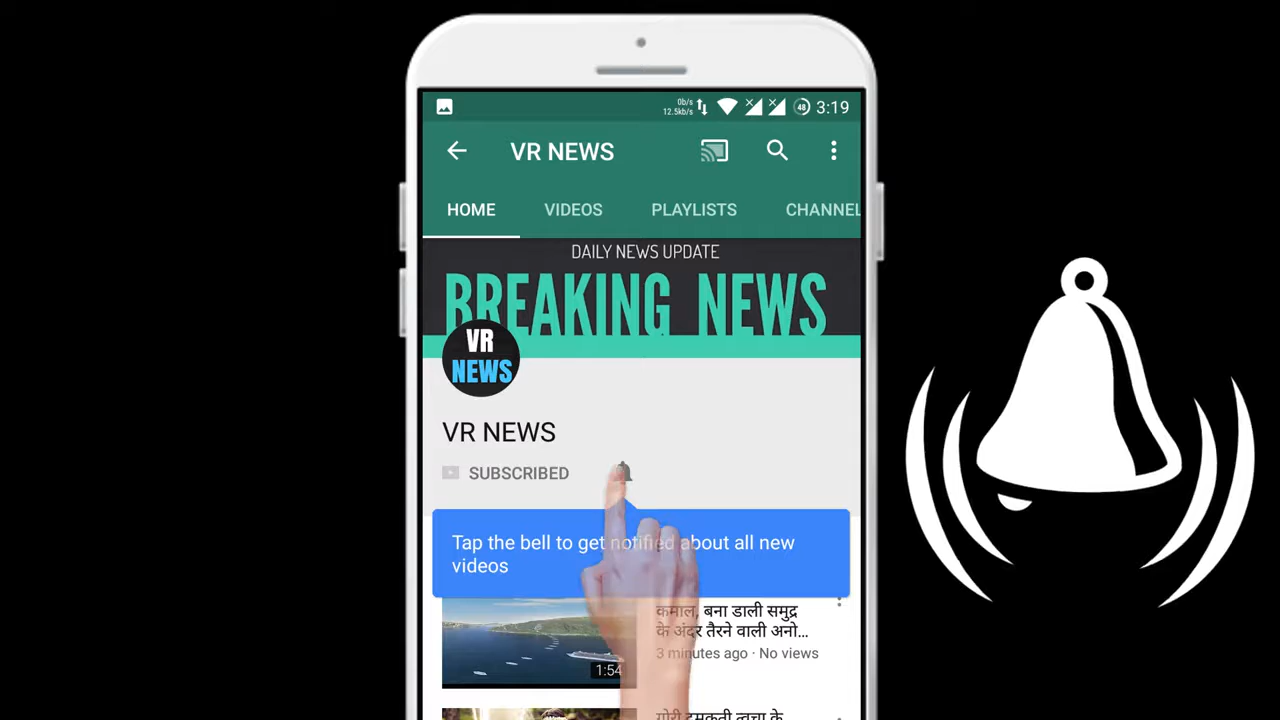 0b/s
12.5kb/s
48
3:19
VR NEWS
HOME VIDEOS PLAYLISTS CHANNEL
DAILY NEWS UPDATE
BREAKING NEWS
VR
NEWS
VR NEWS
SUBSCRIBED
Tap the bell to get notified about all new
videos
कमाल, बना डाली समुद्र
के अंदर तैरने वाली अनो...
3 minutes ago · No views
1:54
गोरी दमकती त्वचा के